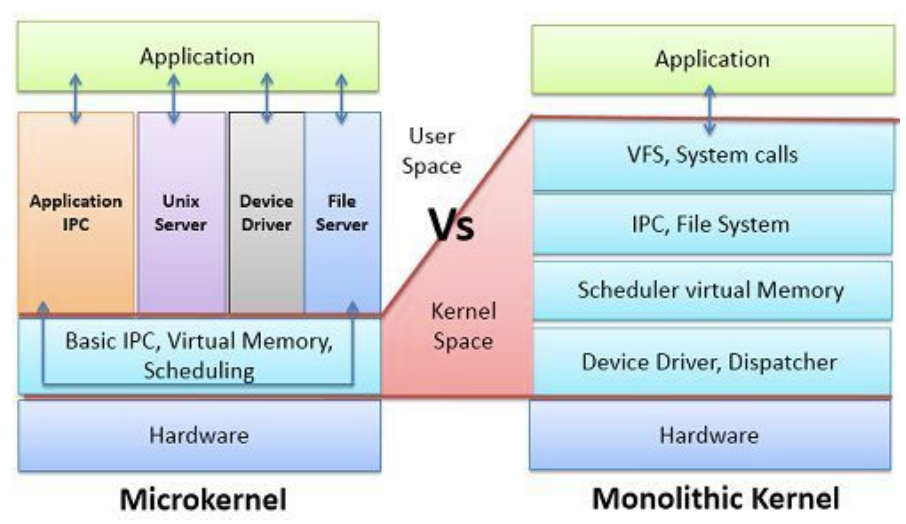 Application
Application
IPC
Unix
Server
Device
Driver
File
Server
Basic IPC, Virtual Memory,
Scheduling
Hardware
Microkernel
User
Space
Vs
Kernel
Space
Application
VFS, System calls
IPC, File System
Scheduler virtual Memory
Device Driver, Dispatcher
Hardware
Monolithic Kernel